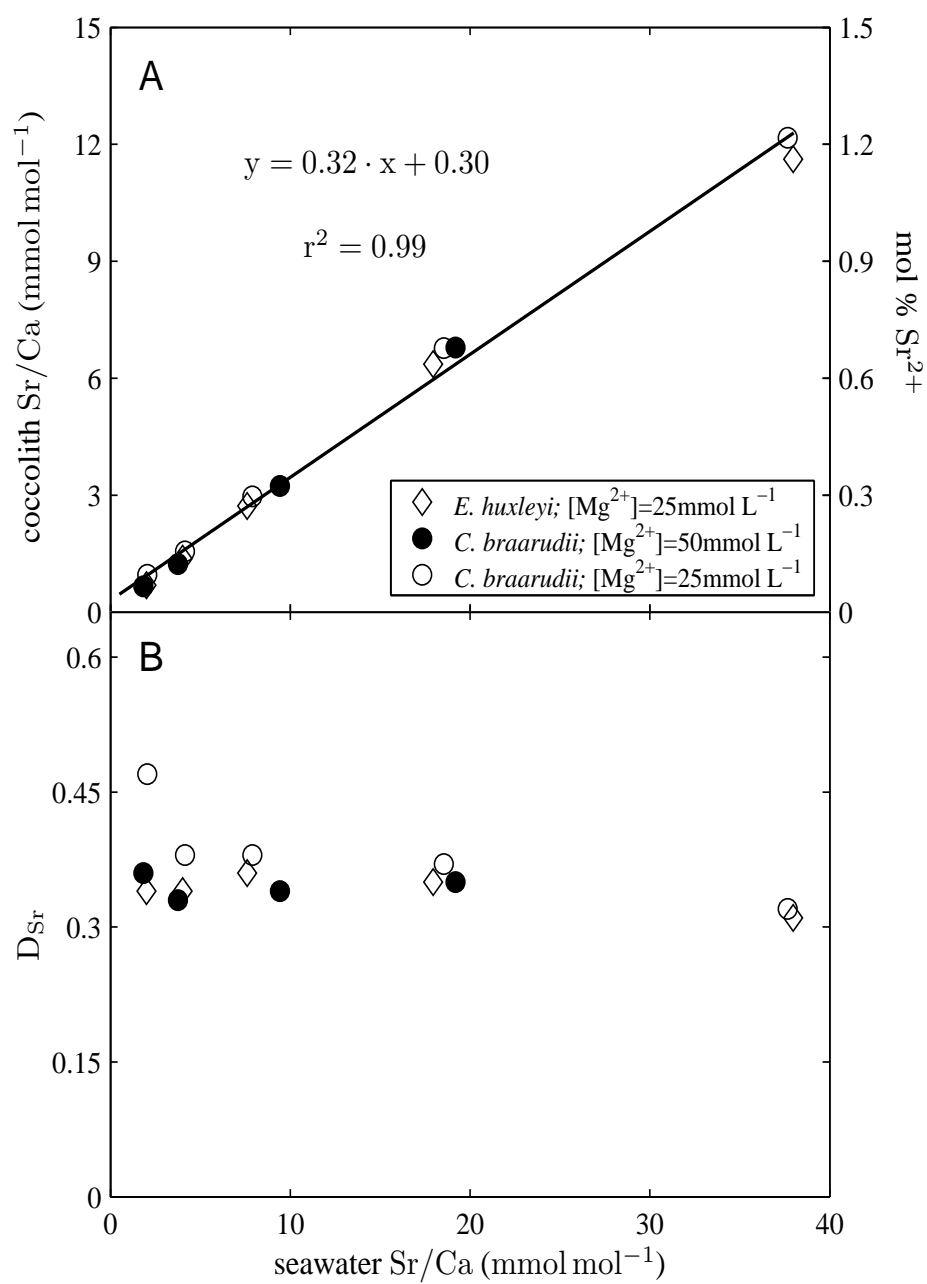 15
1.5
A
12
1.2
y = 0.32 · x + 0.30
r² = 0.99
9
0.9
coccolith Sr/Ca (mmol mol⁻¹)
mol % Sr²⁺
6
0.6
3
0.3
E. huxleyi; [Mg²⁺]=25mmol L⁻¹
C. braarudii; [Mg²⁺]=50mmol L⁻¹
C. braarudii; [Mg²⁺]=25mmol L⁻¹
0
0
B
0.6
0.45
D_Sr
0.3
0.15
0
0 10 20 30 40
seawater Sr/Ca (mmol mol⁻¹)